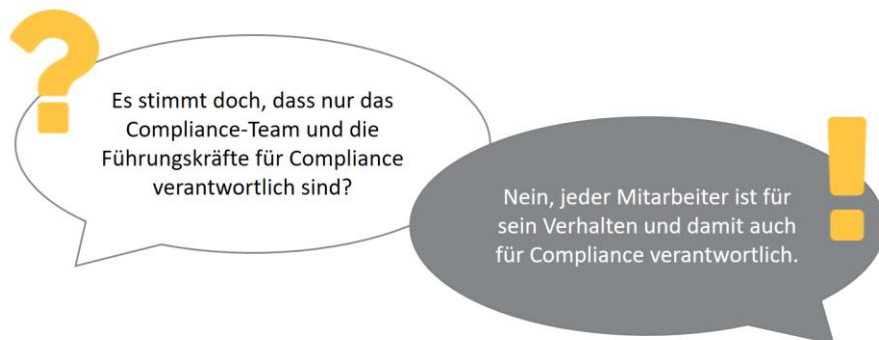 ?
Es stimmt doch, dass nur das
Compliance-Team und die
Führungskräfte für Compliance
verantwortlich sind?
!
Nein, jeder Mitarbeiter ist für
sein Verhalten und damit auch
für Compliance verantwortlich.